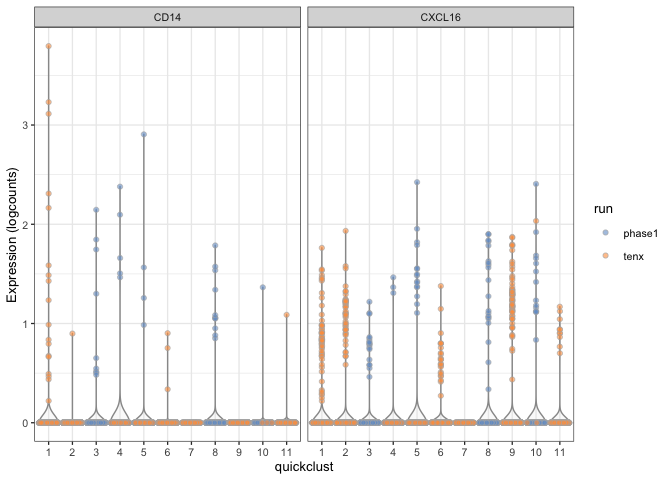 CD14 CXCL16
Expression (logcounts)
3
2
1
0
1 2 3 4 5 6 7 8 9 10 11 1 2 3 4 5 6 7 8 9 10 11
quickclust
run
phase1
tenx